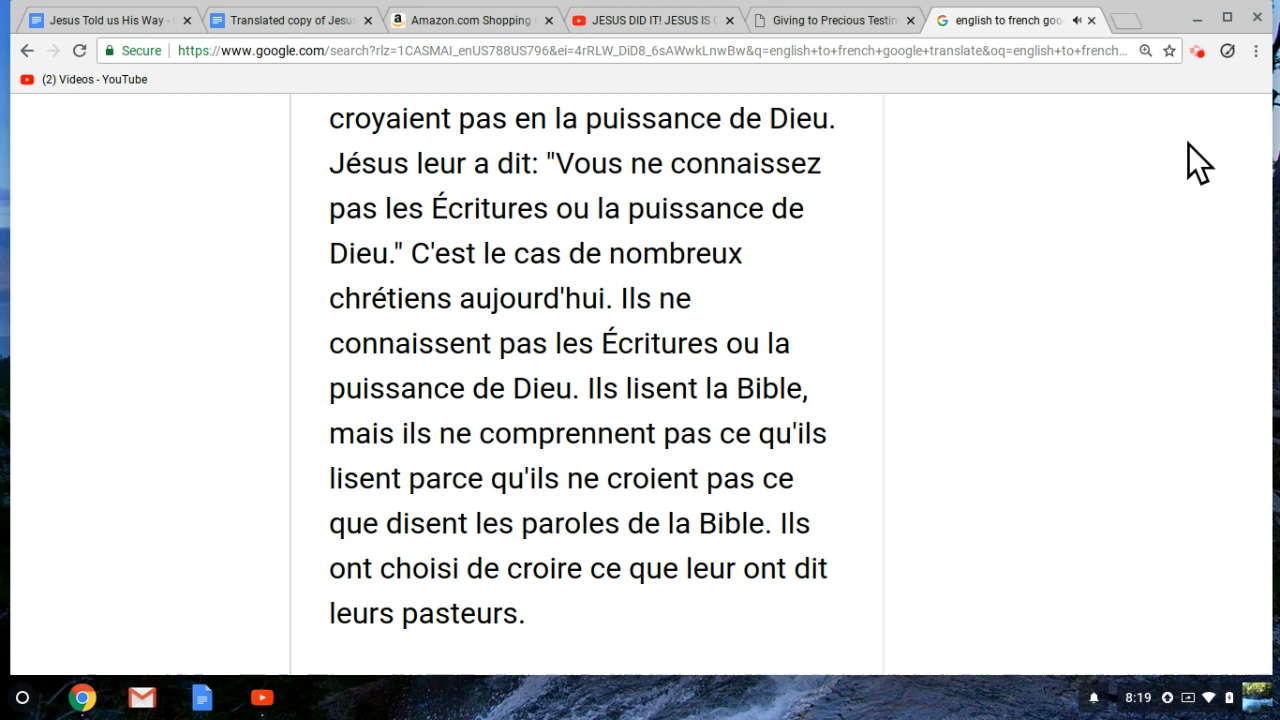 Jesus Told us His Way -
Translated copy of Jesus
Amazon.com Shopping
JESUS DID IT! JESUS IS
Giving to Precious Testin
english to french goo
Secure
https://www.google.com/search?rlz=1CASMAI_enUS788US796&ei=4rRLW_DiD8_6sAWwkLnwBw&q=english+to+french+google+translate&oq=english+to+french...
(2) Videos - YouTube
croyaient pas en la puissance de Dieu.
Jésus leur a dit: "Vous ne connaissez
pas les Écritures ou la puissance de
Dieu." C'est le cas de nombreux
chrétiens aujourd'hui. Ils ne
connaissent pas les Écritures ou la
puissance de Dieu. Ils lisent la Bible,
mais ils ne comprennent pas ce qu'ils
lisent parce qu'ils ne croient pas ce
que disent les paroles de la Bible. Ils
ont choisi de croire ce que leur ont dit
leurs pasteurs.
8:19